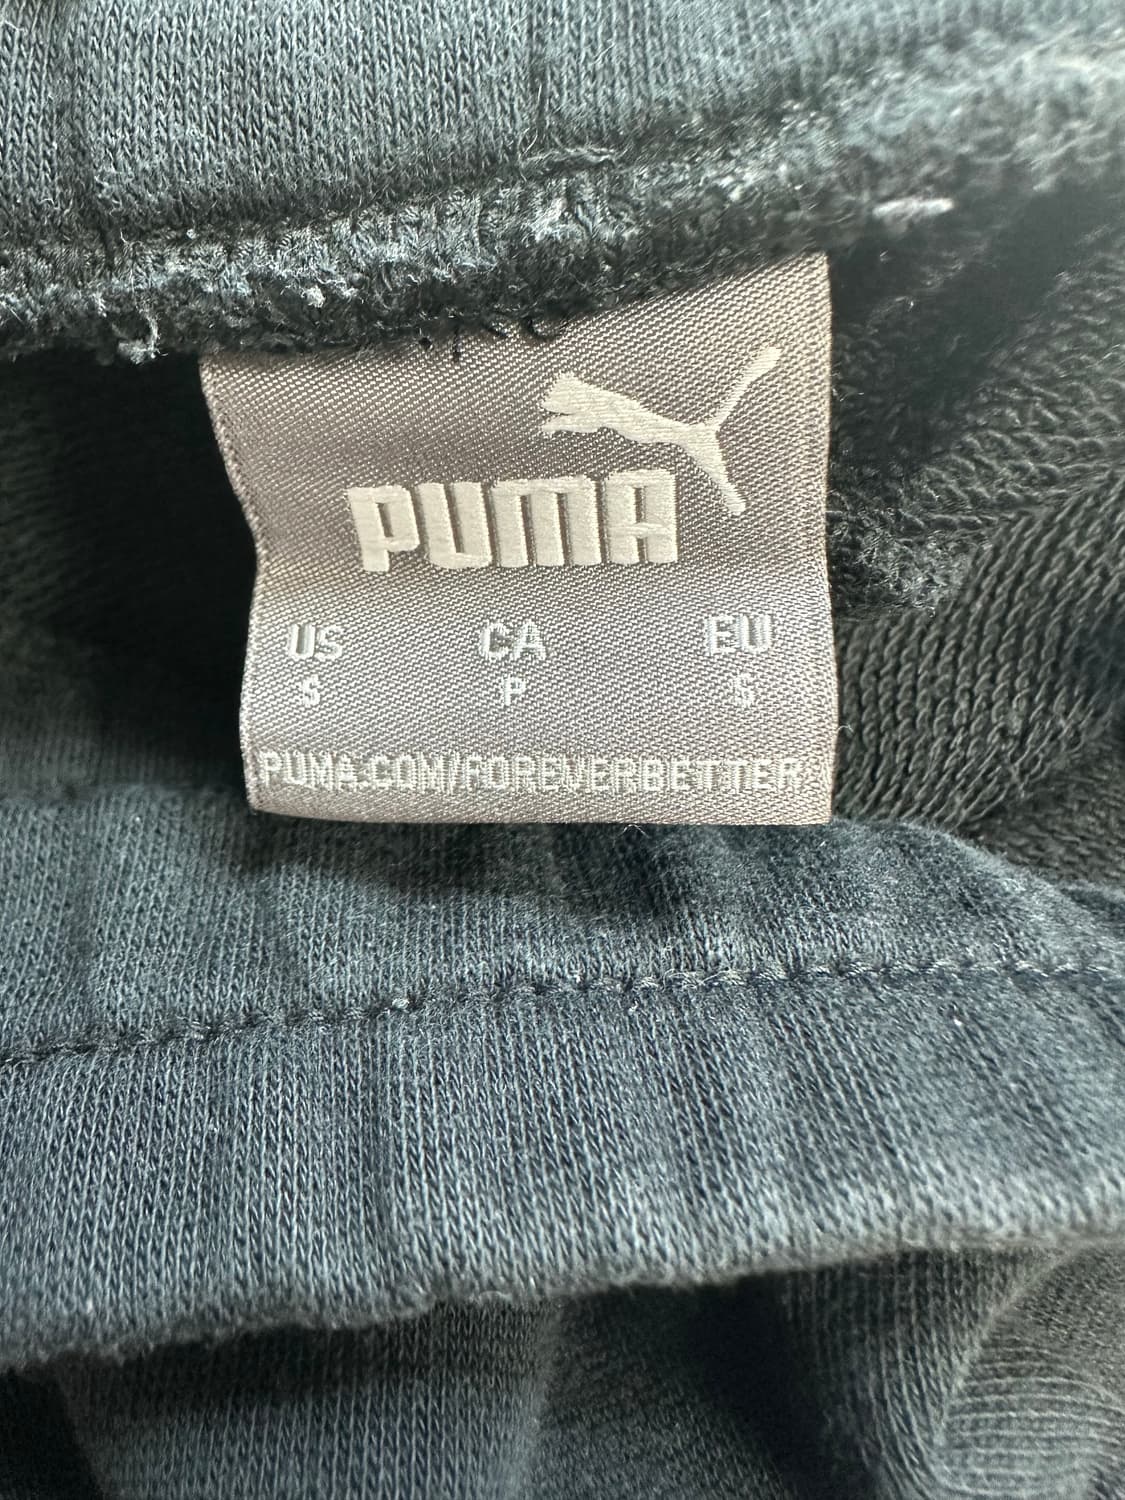 PUMA
US CA EU
S P S
PUMA.COM/FOREVERBETTER